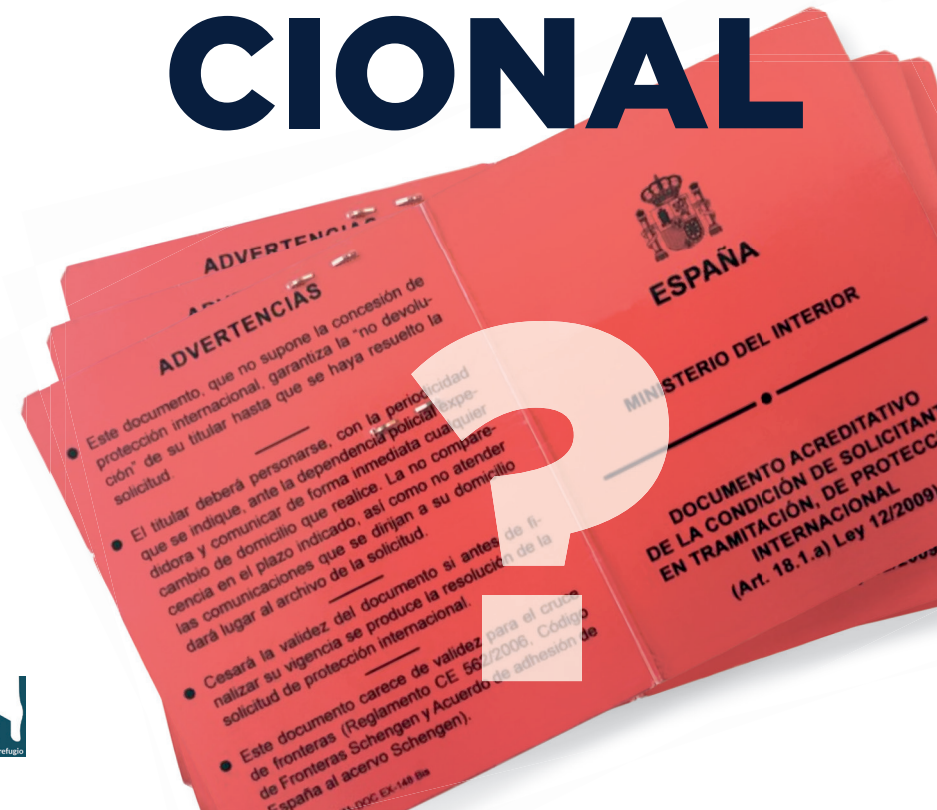 CIONAL
ADVERTENCIAS
ADVERTENCIAS
Este documento, que no supone la concesión de
protección internacional, garantiza la "no devolu-
ción" de su titular hasta que se haya resuelto la
solicitud.
El titular deberá personarse, con la periodicidad
que se indique, ante la dependencia policial expe-
didora y comunicar de forma inmediata cualquier
cambio de domicilio que realice. La no compare-
cencia en el plazo indicado, así como no atender
las comunicaciones que se dirijan a su domicilio
dará lugar al archivo de la solicitud.
Cesará la validez del documento si antes de fi-
nalizar su vigencia se produce la resolución de la
solicitud de protección internacional.
Este documento carece de validez para el cruce
de fronteras (Reglamento CE 562/2006. Código
de Fronteras Schengen y Acuerdo de adhesión de
España al acervo Schengen).
DOC EX-148 Bis
ESPAÑA
MINISTERIO DEL INTERIOR
DOCUMENTO ACREDITATIVO
DE LA CONDICIÓN DE SOLICITANT
EN TRAMITACIÓN, DE PROTECC
INTERNACIONAL
(Art. 18.1.a) Ley 12/2009)
?
refugio